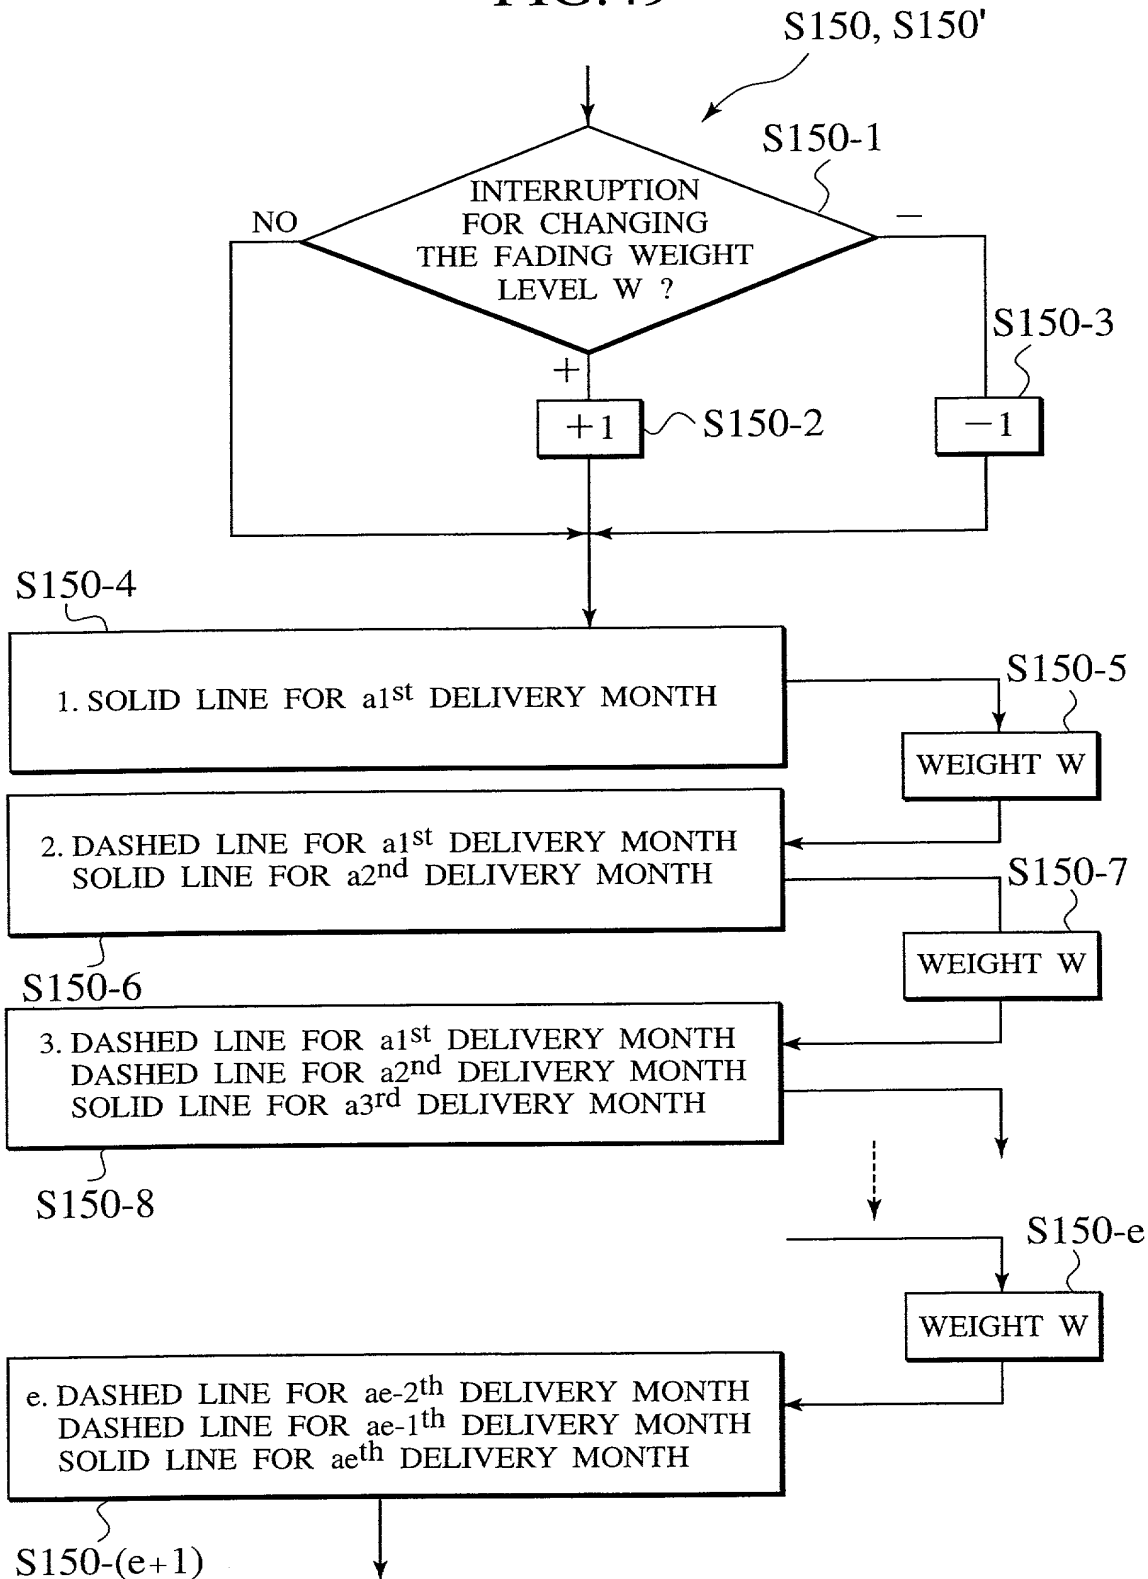 S150, S150'
S150-1
INTERRUPTION
FOR CHANGING
THE FADING WEIGHT
LEVEL W ?
NO
−
+
S150-3
+1
S150-2
−1
S150-4
1. SOLID LINE FOR a1st DELIVERY MONTH
S150-5
WEIGHT W
2. DASHED LINE FOR a1st DELIVERY MONTH
SOLID LINE FOR a2nd DELIVERY MONTH
S150-7
WEIGHT W
S150-6
3. DASHED LINE FOR a1st DELIVERY MONTH
DASHED LINE FOR a2nd DELIVERY MONTH
SOLID LINE FOR a3rd DELIVERY MONTH
S150-8
S150-e
WEIGHT W
e. DASHED LINE FOR ae-2th DELIVERY MONTH
DASHED LINE FOR ae-1th DELIVERY MONTH
SOLID LINE FOR aeth DELIVERY MONTH
S150-(e+1)